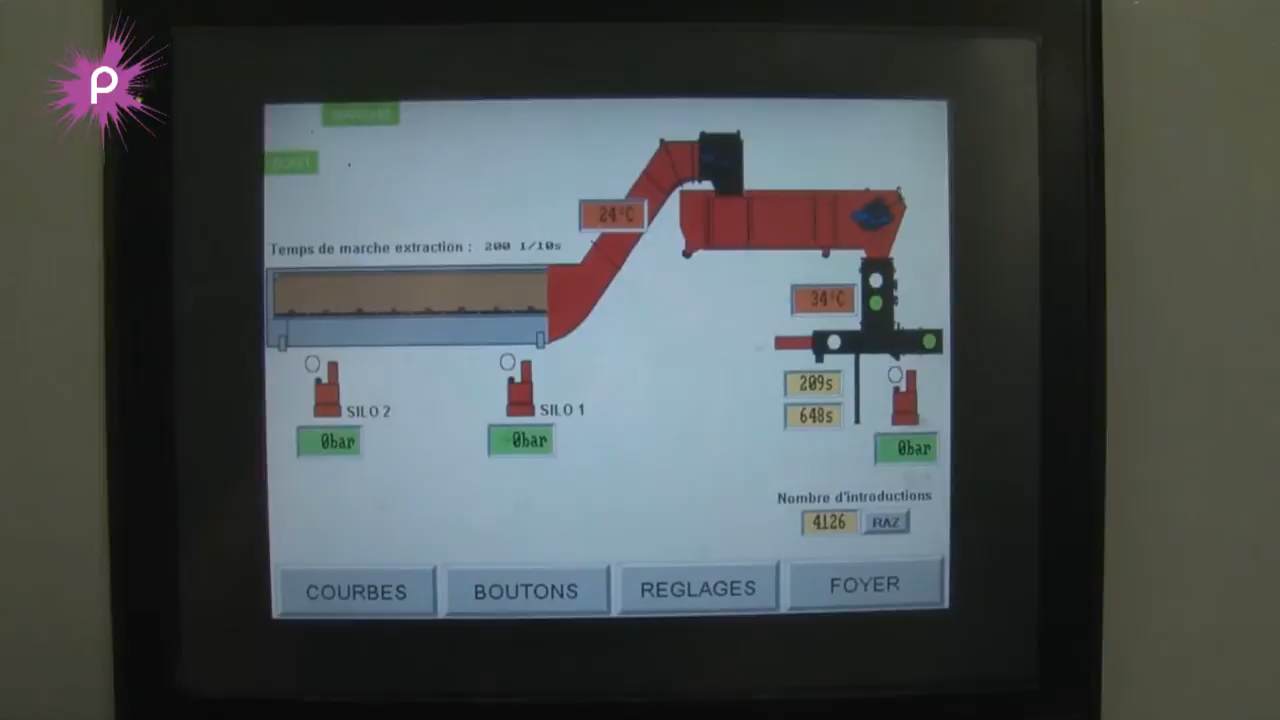 P
24°C
Temps de marche extraction : 200 1/10s
34°C
209s
648s
SILO 2
SILO 1
0bar
0bar
0bar
Nombre d'introductions
4126 RAZ
COURBES BOUTONS REGLAGES FOYER